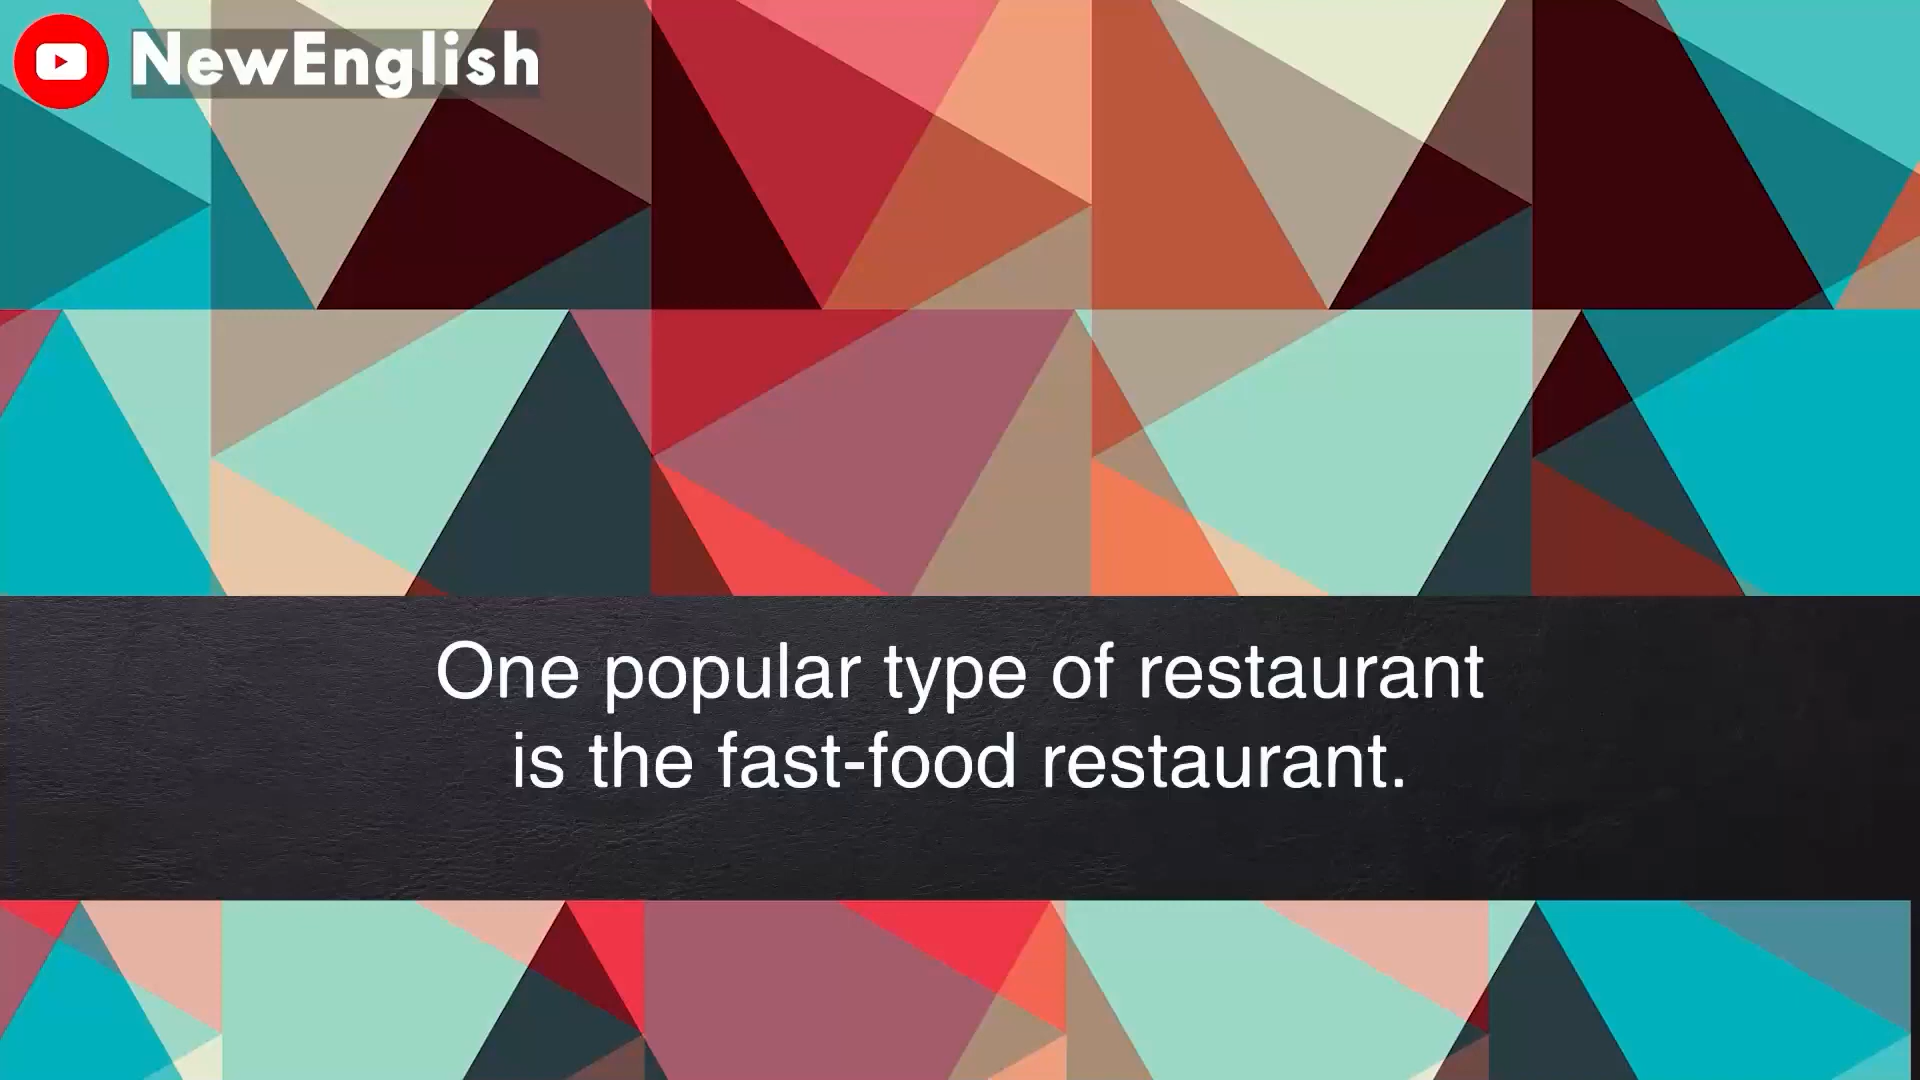 NewEnglish
One popular type of restaurant
is the fast-food restaurant.